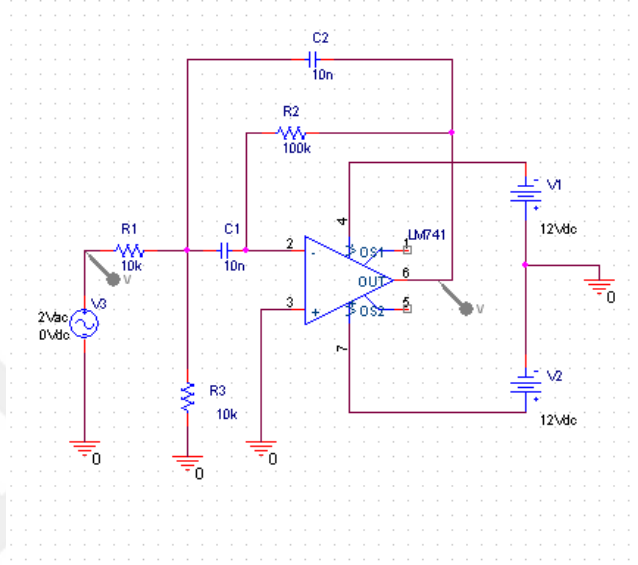 C2
10n
R2
100k
V1
12Vdc
4
LM741
R1
10k
C1
10n
2
-
OS1
1
V
OUT
6
V
3
+
OS2
5
0
V3
2Vac
0Vdc
7
V2
12Vdc
R3
10k
0
0
0